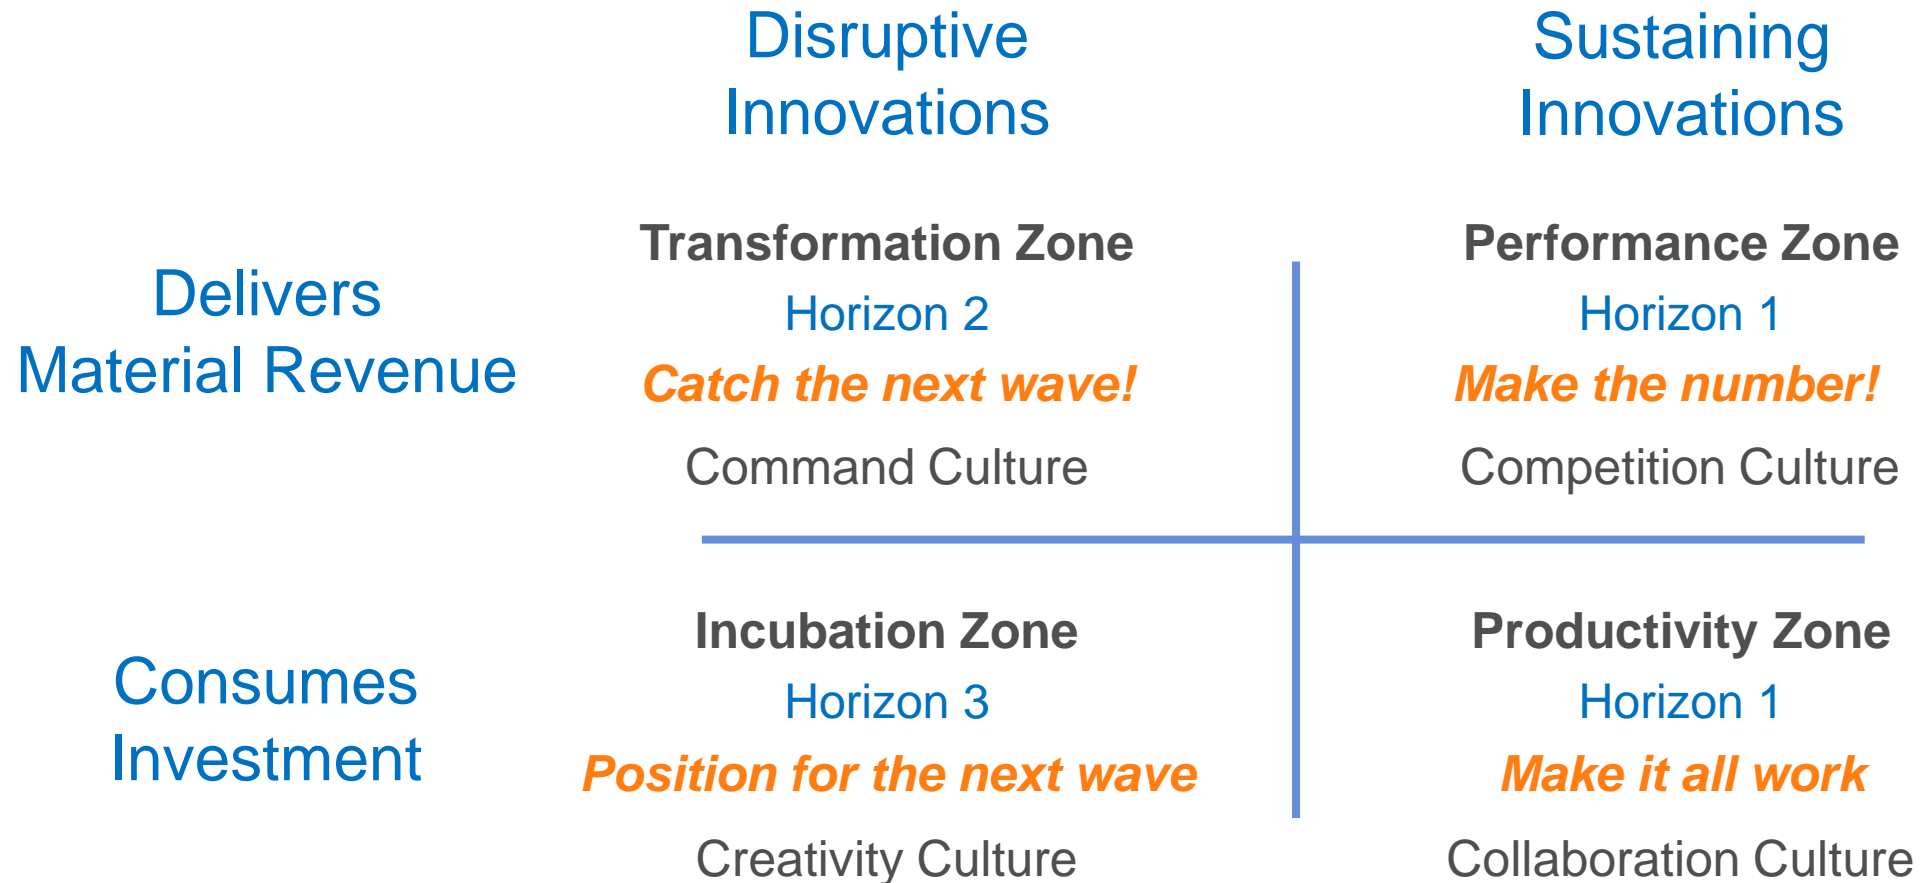 Disruptive
Innovations
Sustaining
Innovations
Delivers
Material Revenue
Transformation Zone
Horizon 2
Catch the next wave!
Command Culture
Performance Zone
Horizon 1
Make the number!
Competition Culture
Consumes
Investment
Incubation Zone
Horizon 3
Position for the next wave
Creativity Culture
Productivity Zone
Horizon 1
Make it all work
Collaboration Culture